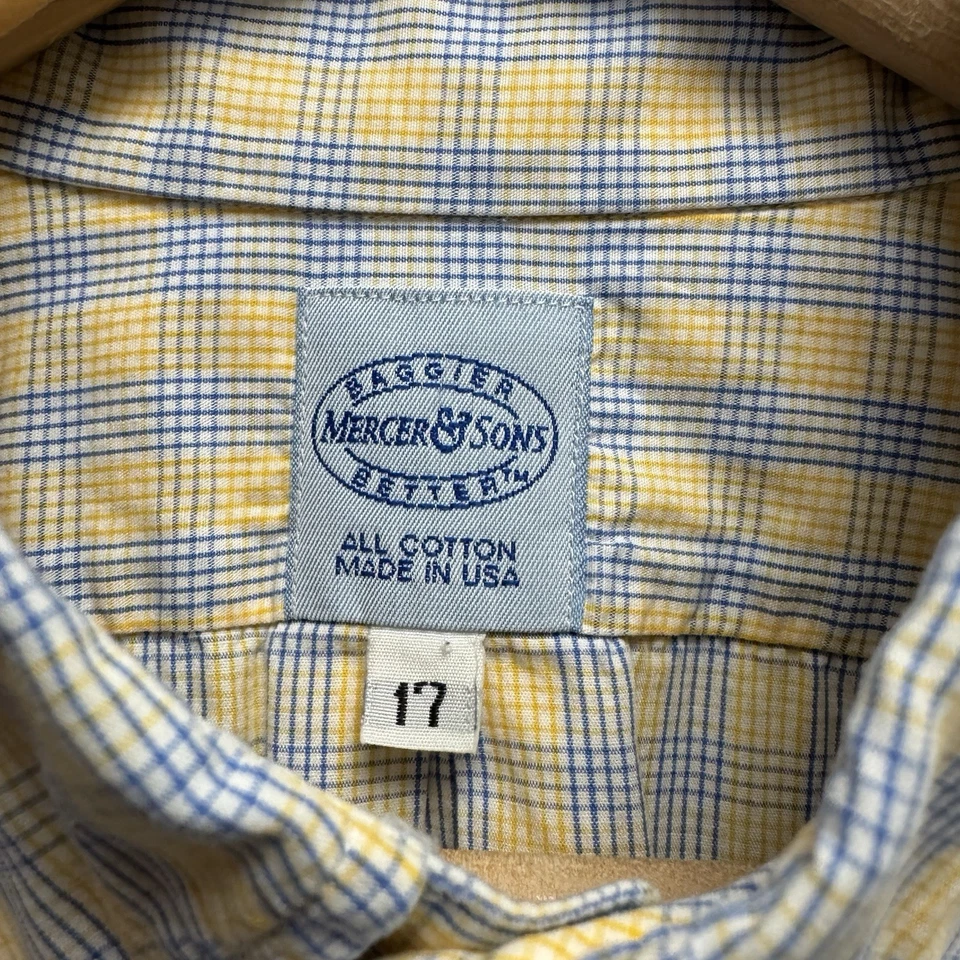 BAGGIER
MERCER & SONS
BETTER™
ALL COTTON
MADE IN USA
17